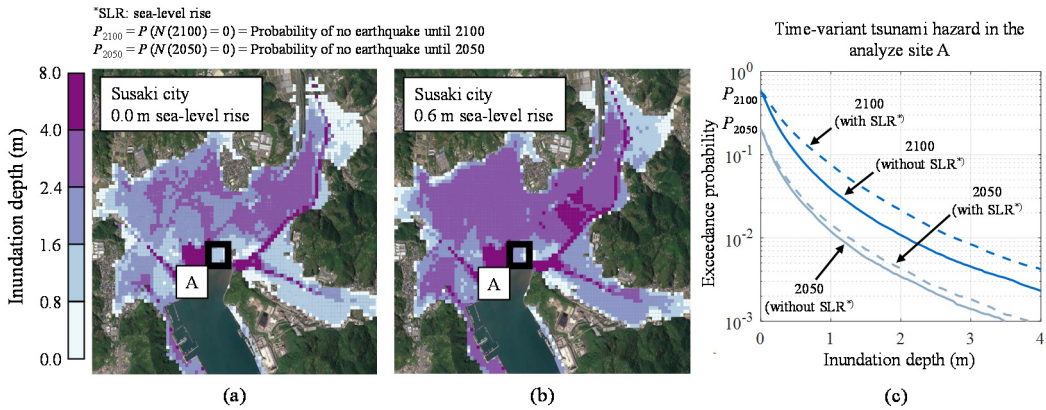 *SLR: sea-level rise
P2100 = P (N(2100) = 0) = Probability of no earthquake until 2100
P2050 = P (N(2050) = 0) = Probability of no earthquake until 2050
8.0
4.0
2.4
1.6
0.8
0.0
Inundation depth (m)
Susaki city
0.0 m sea-level rise
A
(a)
Susaki city
0.6 m sea-level rise
A
(b)
Time-variant tsunami hazard in the
analyze site A
10^0
P2100
P2050
10^-1
10^-2
10^-3
Exceedance probability
2100
(with SLR*)
2100
(without SLR*)
2050
(with SLR*)
2050
(without SLR*)
0
1
2
3
4
Inundation depth (m)
(c)